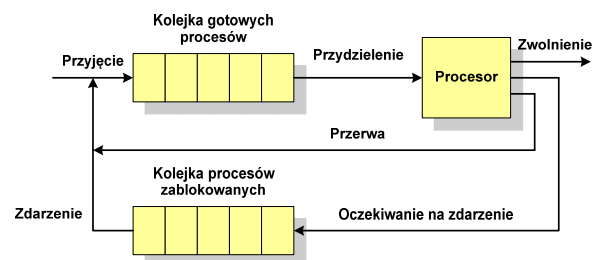 Kolejka gotowych
procesów
Przyjęcie
Przydzielenie
Procesor
Zwolnienie
Przerwa
Kolejka procesów
zablokowanych
Zdarzenie
Oczekiwanie na zdarzenie